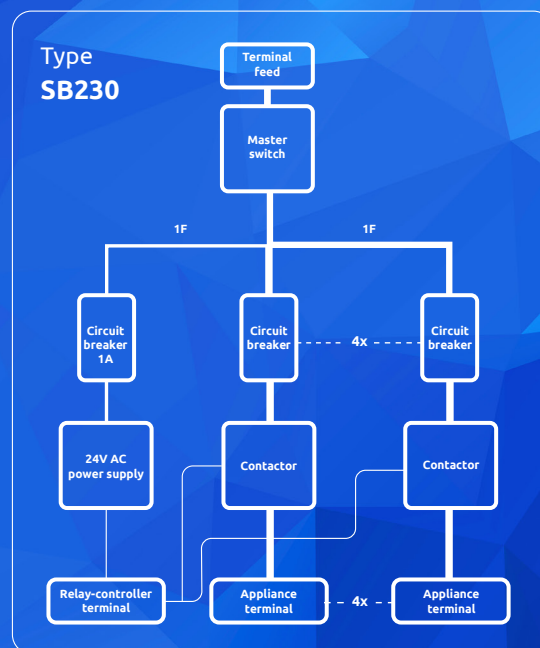 Type
SB230
Terminal
feed
Master
switch
1F
1F
Circuit
breaker
1A
Circuit
breaker
4x
Circuit
breaker
24V AC
power supply
Contactor
Contactor
Relay-controller
terminal
Appliance
terminal
4x
Appliance
terminal